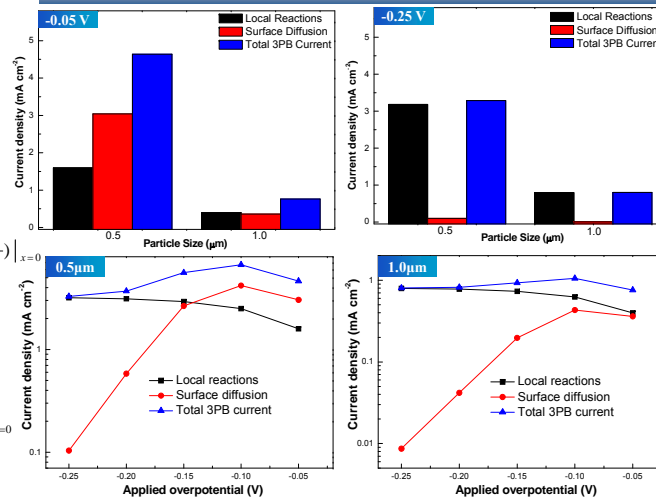 -0.05 V
Local Reactions
Surface Diffusion
Total 3PB Current
Current density (mA cm⁻²)
5
4
3
2
1
0
0.5
1.0
Particle Size (μm)
-0.25 V
Local Reactions
Surface Diffusion
Total 3PB Current
Current density (mA cm⁻²)
5
4
3
2
1
0
0.5
1.0
Particle Size (μm)
) | x=0
=0
0.5μm
Current density (mA cm⁻²)
1
0.1
Local reactions
Surface diffusion
Total 3PB current
-0.25 -0.20 -0.15 -0.10 -0.05
Applied overpotential (V)
1.0μm
Current density (mA cm⁻²)
1
0.1
0.01
Local reactions
Surface diffusion
Total 3PB current
-0.25 -0.20 -0.15 -0.10 -0.05
Applied overpotential (V)